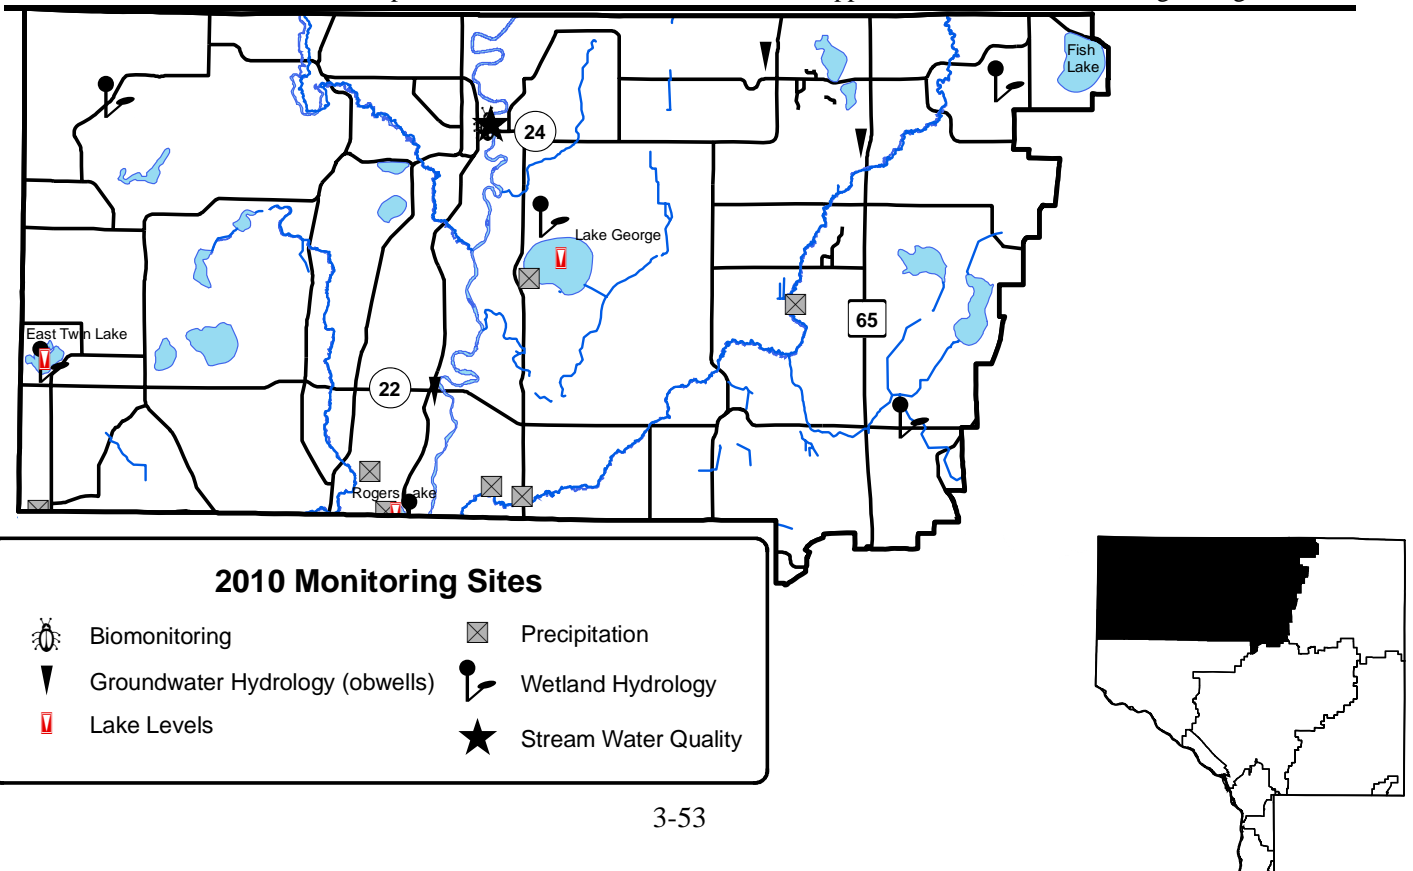 Fish
Lake
24
Lake George
East Twin Lake
65
22
Rogers Lake
2010 Monitoring Sites
Biomonitoring
Precipitation
Groundwater Hydrology (obwells)
Wetland Hydrology
Lake Levels
Stream Water Quality
3-53